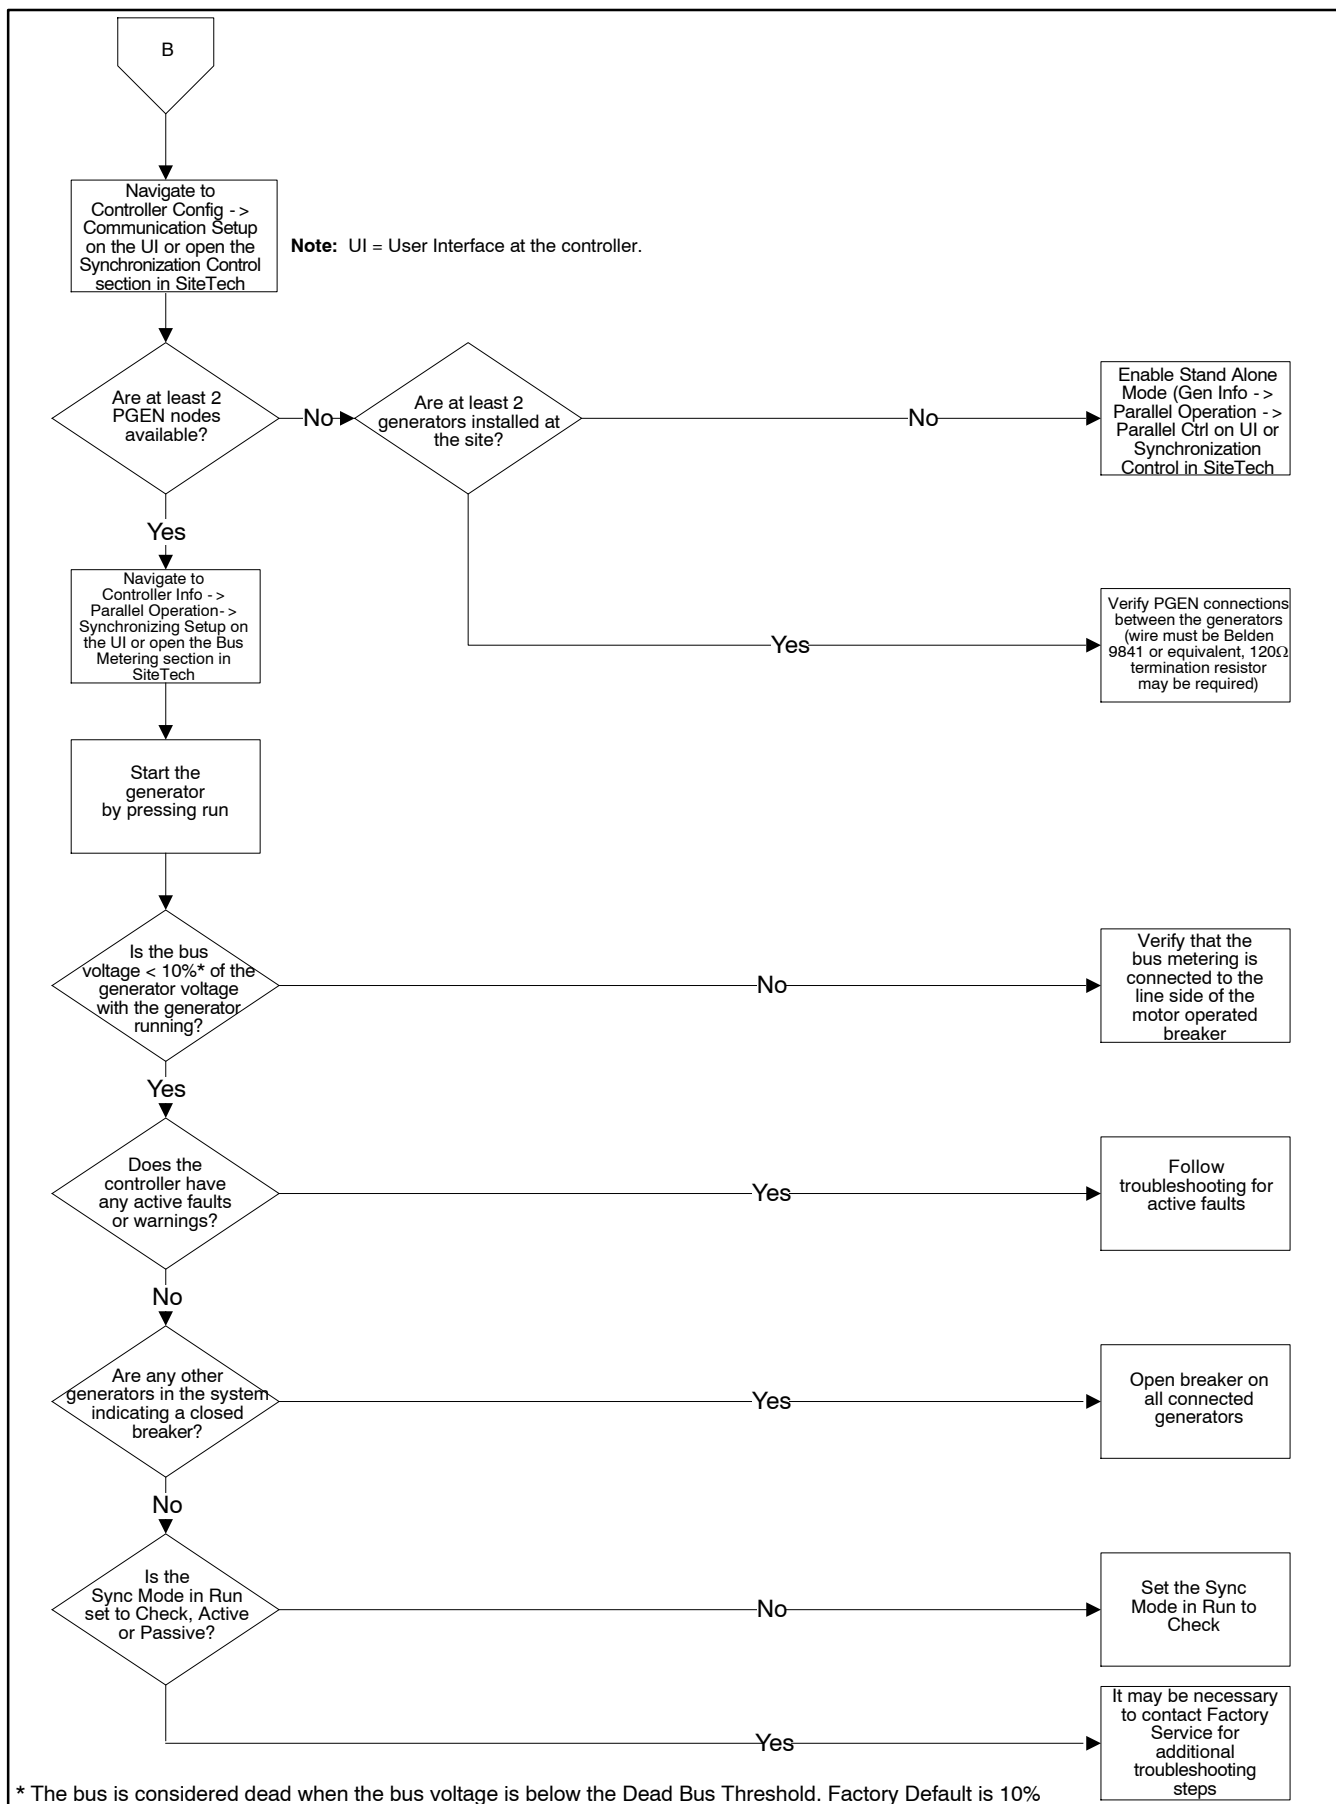 B
Navigate to
Controller Config ->
Communication Setup
on the UI or open the
Synchronization Control
section in SiteTech
Note: UI = User Interface at the controller.
Are at least 2
PGEN nodes
available?
No
Are at least 2
generators installed at
the site?
No
Enable Stand Alone
Mode (Gen Info ->
Parallel Operation ->
Parallel Ctrl on UI or
Synchronization
Control in SiteTech
Yes
Navigate to
Controller Info ->
Parallel Operation->
Synchronizing Setup on
the UI or open the Bus
Metering section in
SiteTech
Yes
Verify PGEN connections
between the generators
(wire must be Belden
9841 or equivalent, 120Ω
termination resistor
may be required)
Start the
generator
by pressing run
Is the bus
voltage < 10%* of the
generator voltage
with the generator
running?
No
Verify that the
bus metering is
connected to the
line side of the
motor operated
breaker
Yes
Does the
controller have
any active faults
or warnings?
Yes
Follow
troubleshooting for
active faults
No
Are any other
generators in the system
indicating a closed
breaker?
Yes
Open breaker on
all connected
generators
No
Is the
Sync Mode in Run
set to Check, Active
or Passive?
No
Set the Sync
Mode in Run to
Check
Yes
It may be necessary
to contact Factory
Service for
additional
troubleshooting
steps
* The bus is considered dead when the bus voltage is below the Dead Bus Threshold. Factory Default is 10%